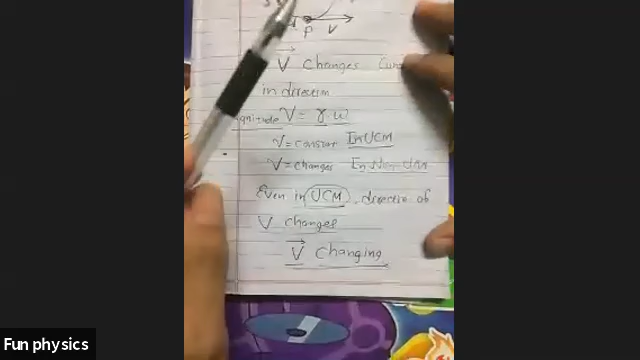 P V
V changes
in direction
V = r ω
V = constant In UCM
V = changes In Non-UCM
Even in UCM, direction of
V changes
V Changing
Fun physics